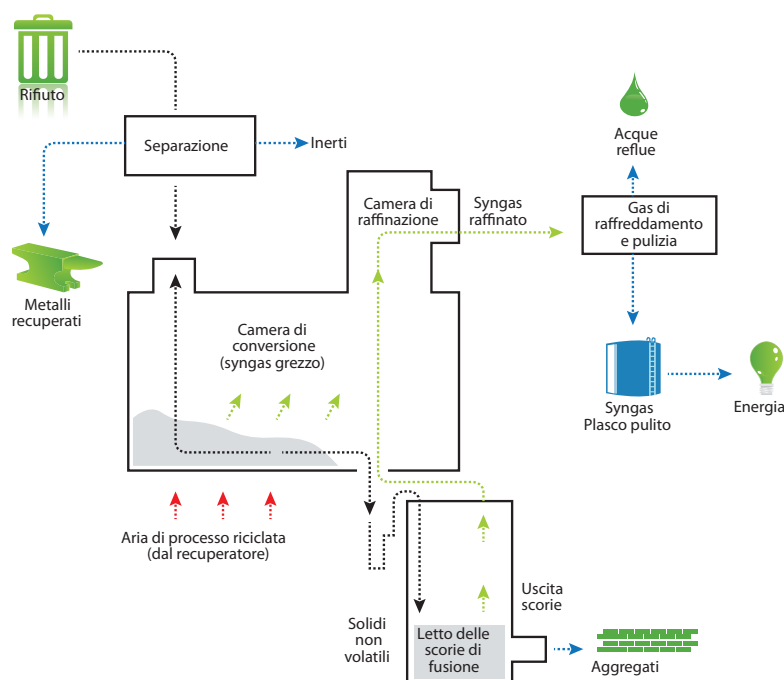 Rifiuto
Separazione
Inerti
Acque
reflue
Metalli
recuperati
Camera di
raffinazione
Syngas
raffinato
Gas di
raffreddamento
e pulizia
Camera di
conversione
(syngas grezzo)
Syngas
Plasco pulito
Energia
Aria di processo riciclata
(dal recuperatore)
Solidi
non
volatili
Letto delle
scorie di
fusione
Uscita
scorie
Aggregati